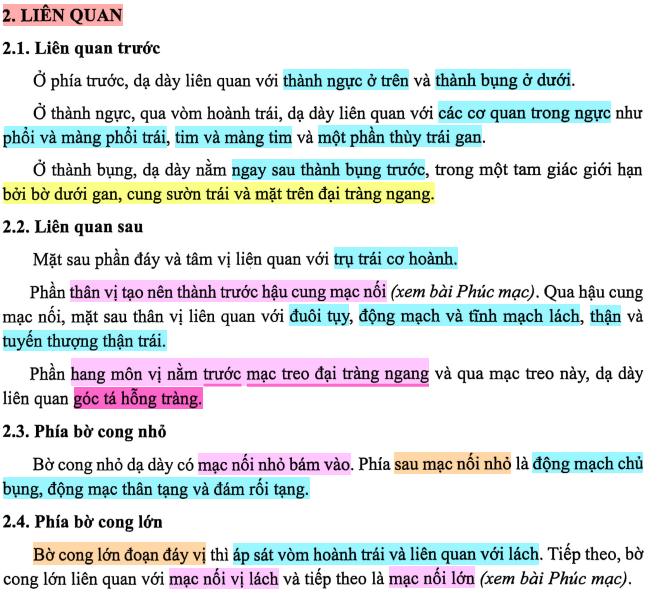 2. LIÊN QUAN
2.1. Liên quan trước
Ở phía trước, dạ dày liên quan với thành ngực ở trên và thành bụng ở dưới.
Ở thành ngực, qua vòm hoành trái, dạ dày liên quan với các cơ quan trong ngực như
phổi và màng phổi trái, tim và màng tim và một phần thùy trái gan.
Ở thành bụng, dạ dày nằm ngay sau thành bụng trước, trong một tam giác giới hạn
bởi bờ dưới gan, cung sườn trái và mặt trên đại tràng ngang.
2.2. Liên quan sau
Mặt sau phần đáy và tâm vị liên quan với trụ trái cơ hoành.
Phần thân vị tạo nên thành trước hậu cung mạc nối (xem bài Phúc mạc). Qua hậu cung
mạc nối, mặt sau thân vị liên quan với đuôi tụy, động mạch và tĩnh mạch lách, thận và
tuyến thượng thận trái.
Phần hang môn vị nằm trước mạc treo đại tràng ngang và qua mạc treo này, dạ dày
liên quan góc tá hỗng tràng.
2.3. Phía bờ cong nhỏ
Bờ cong nhỏ dạ dày có mạc nối nhỏ bám vào. Phía sau mạc nối nhỏ là động mạch chủ
bụng, động mạc thân tạng và đám rối tạng.
2.4. Phía bờ cong lớn
Bờ cong lớn đoạn đáy vị thì áp sát vòm hoành trái và liên quan với lách. Tiếp theo, bờ
cong lớn liên quan với mạc nối vị lách và tiếp theo là mạc nối lớn (xem bài Phúc mạc).